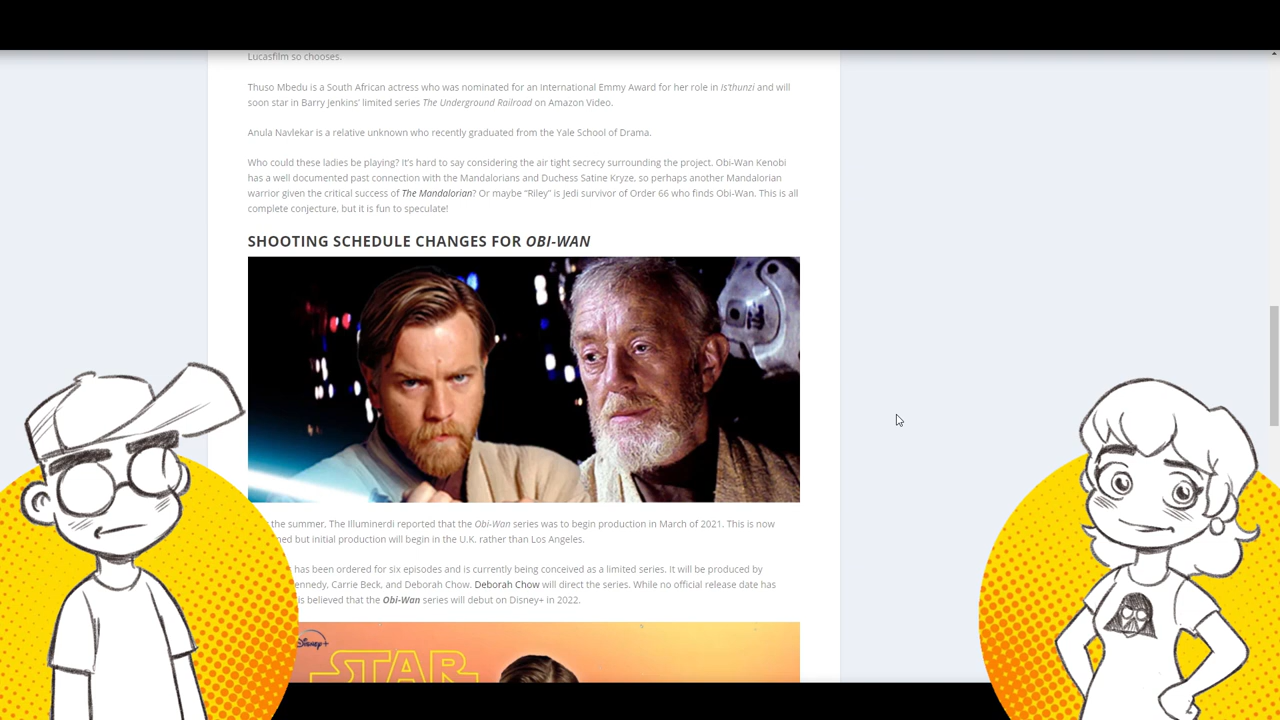 Lucasfilm so chooses.
Thuso Mbedu is a South African actress who was nominated for an International Emmy Award for her role in Is'thunzi and will
soon star in Barry Jenkins' limited series The Underground Railroad on Amazon Video.
Anula Navlekar is a relative unknown who recently graduated from the Yale School of Drama.
Who could these ladies be playing? It's hard to say considering the air tight secrecy surrounding the project. Obi-Wan Kenobi
has a well documented past connection with the Mandalorians and Duchess Satine Kryze, so perhaps another Mandalorian
warrior given the critical success of The Mandalorian? Or maybe "Riley" is Jedi survivor of Order 66 who finds Obi-Wan. This is all
complete conjecture, but it is fun to speculate!
SHOOTING SCHEDULE CHANGES FOR OBI-WAN
the summer, The Illuminerdi reported that the Obi-Wan series was to begin production in March of 2021. This is now
but initial production will begin in the U.K. rather than Los Angeles.
has been ordered for six episodes and is currently being conceived as a limited series. It will be produced by
Carrie Beck, and Deborah Chow. Deborah Chow will direct the series. While no official release date has
is believed that the Obi-Wan series will debut on Disney+ in 2022.
Disney+
STAR